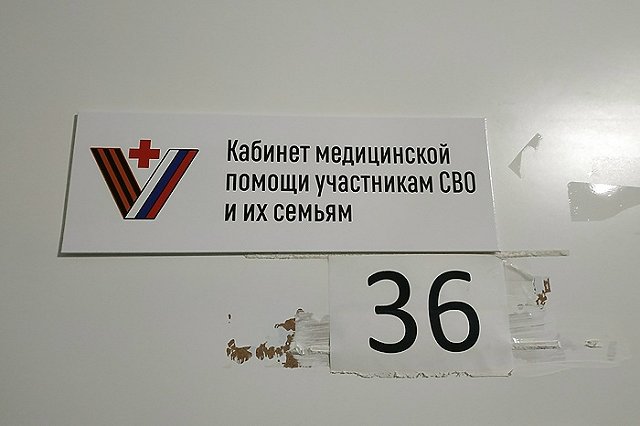 Кабинет медицинской
помощи участникам СВО
и их семьям
36